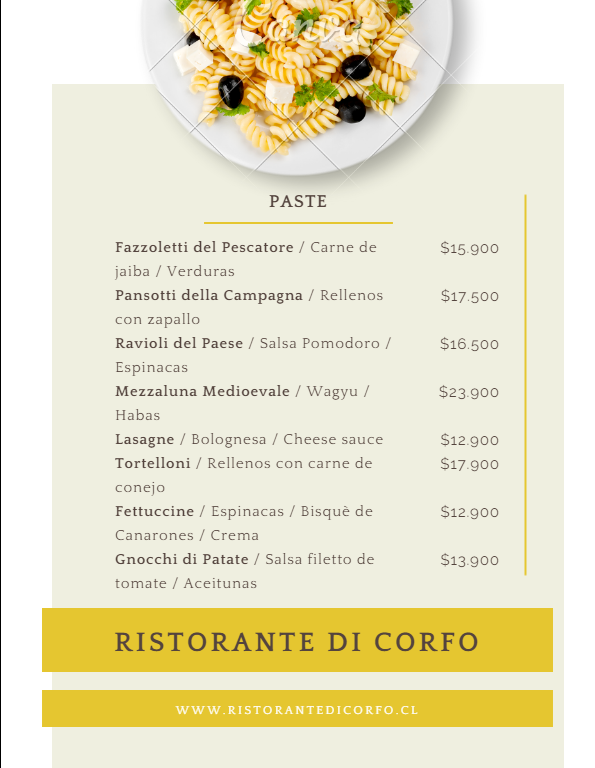 Canva
PASTE
Fazzoletti del Pescatore / Carne de $15.900
jaiba / Verduras
Pansotti della Campagna / Rellenos $17.500
con zapallo
Ravioli del Paese / Salsa Pomodoro / $16.500
Espinacas
Mezzaluna Medioevale / Wagyu / $23.900
Habas
Lasagne / Bolognesa / Cheese sauce $12.900
Tortelloni / Rellenos con carne de $17.900
conejo
Fettuccine / Espinacas / Bisquè de $12.900
Canarones / Crema
Gnocchi di Patate / Salsa filetto de $13.900
tomate / Aceitunas
RISTORANTE DI CORFO
WWW.RISTORANTEDICORFO.CL